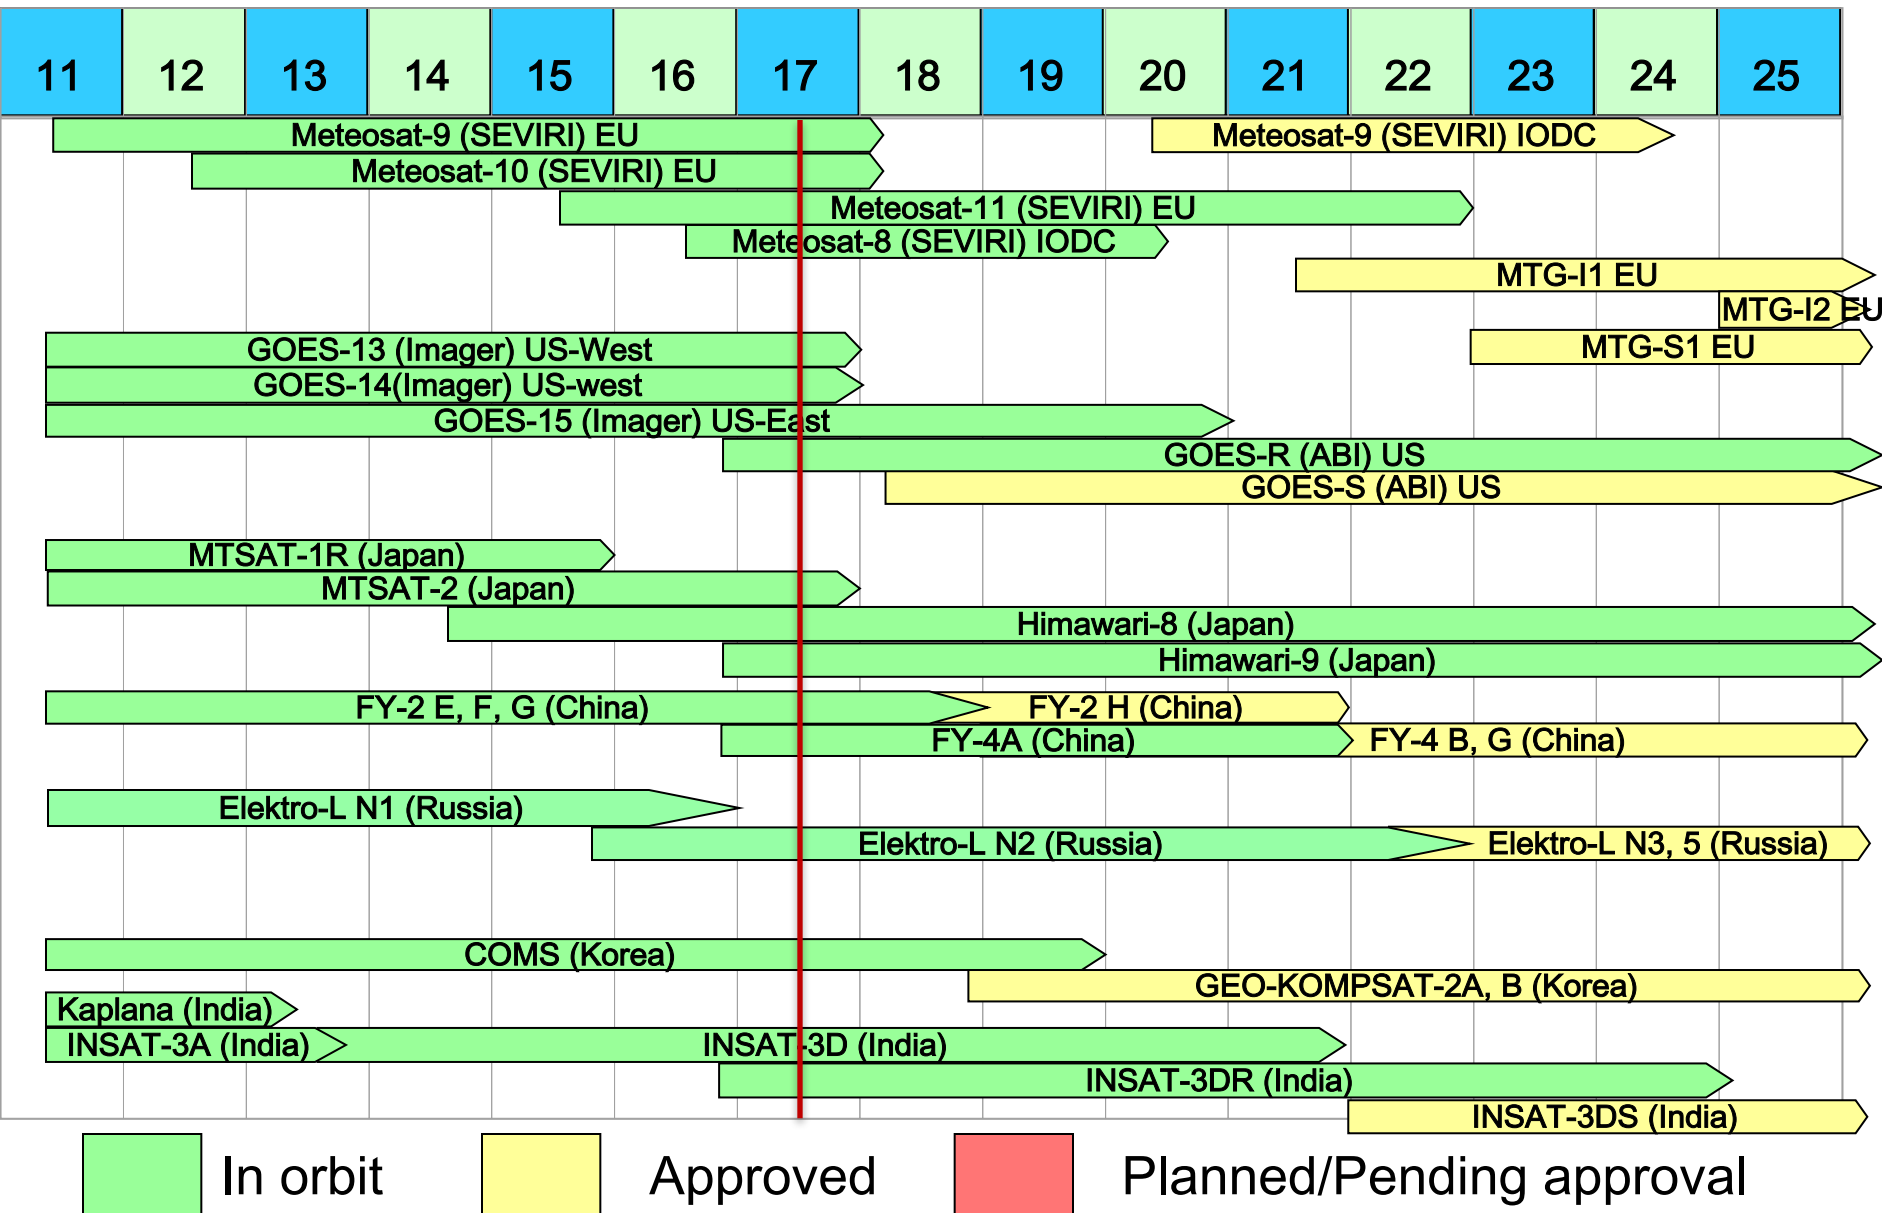 11 12 13 14 15 16 17 18 19 20 21 22 23 24 25
Meteosat-9 (SEVIRI) EU
Meteosat-9 (SEVIRI) IODC
Meteosat-10 (SEVIRI) EU
Meteosat-11 (SEVIRI) EU
Meteosat-8 (SEVIRI) IODC
MTG-I1 EU
MTG-I2 EU
GOES-13 (Imager) US-West
MTG-S1 EU
GOES-14(Imager) US-west
GOES-15 (Imager) US-East
GOES-R (ABI) US
GOES-S (ABI) US
MTSAT-1R (Japan)
MTSAT-2 (Japan)
Himawari-8 (Japan)
Himawari-9 (Japan)
FY-2 E, F, G (China)
FY-2 H (China)
FY-4A (China)
FY-4 B, G (China)
Elektro-L N1 (Russia)
Elektro-L N2 (Russia)
Elektro-L N3, 5 (Russia)
COMS (Korea)
GEO-KOMPSAT-2A, B (Korea)
Kaplana (India)
INSAT-3A (India)
INSAT-3D (India)
INSAT-3DR (India)
INSAT-3DS (India)
In orbit
Approved
Planned/Pending approval